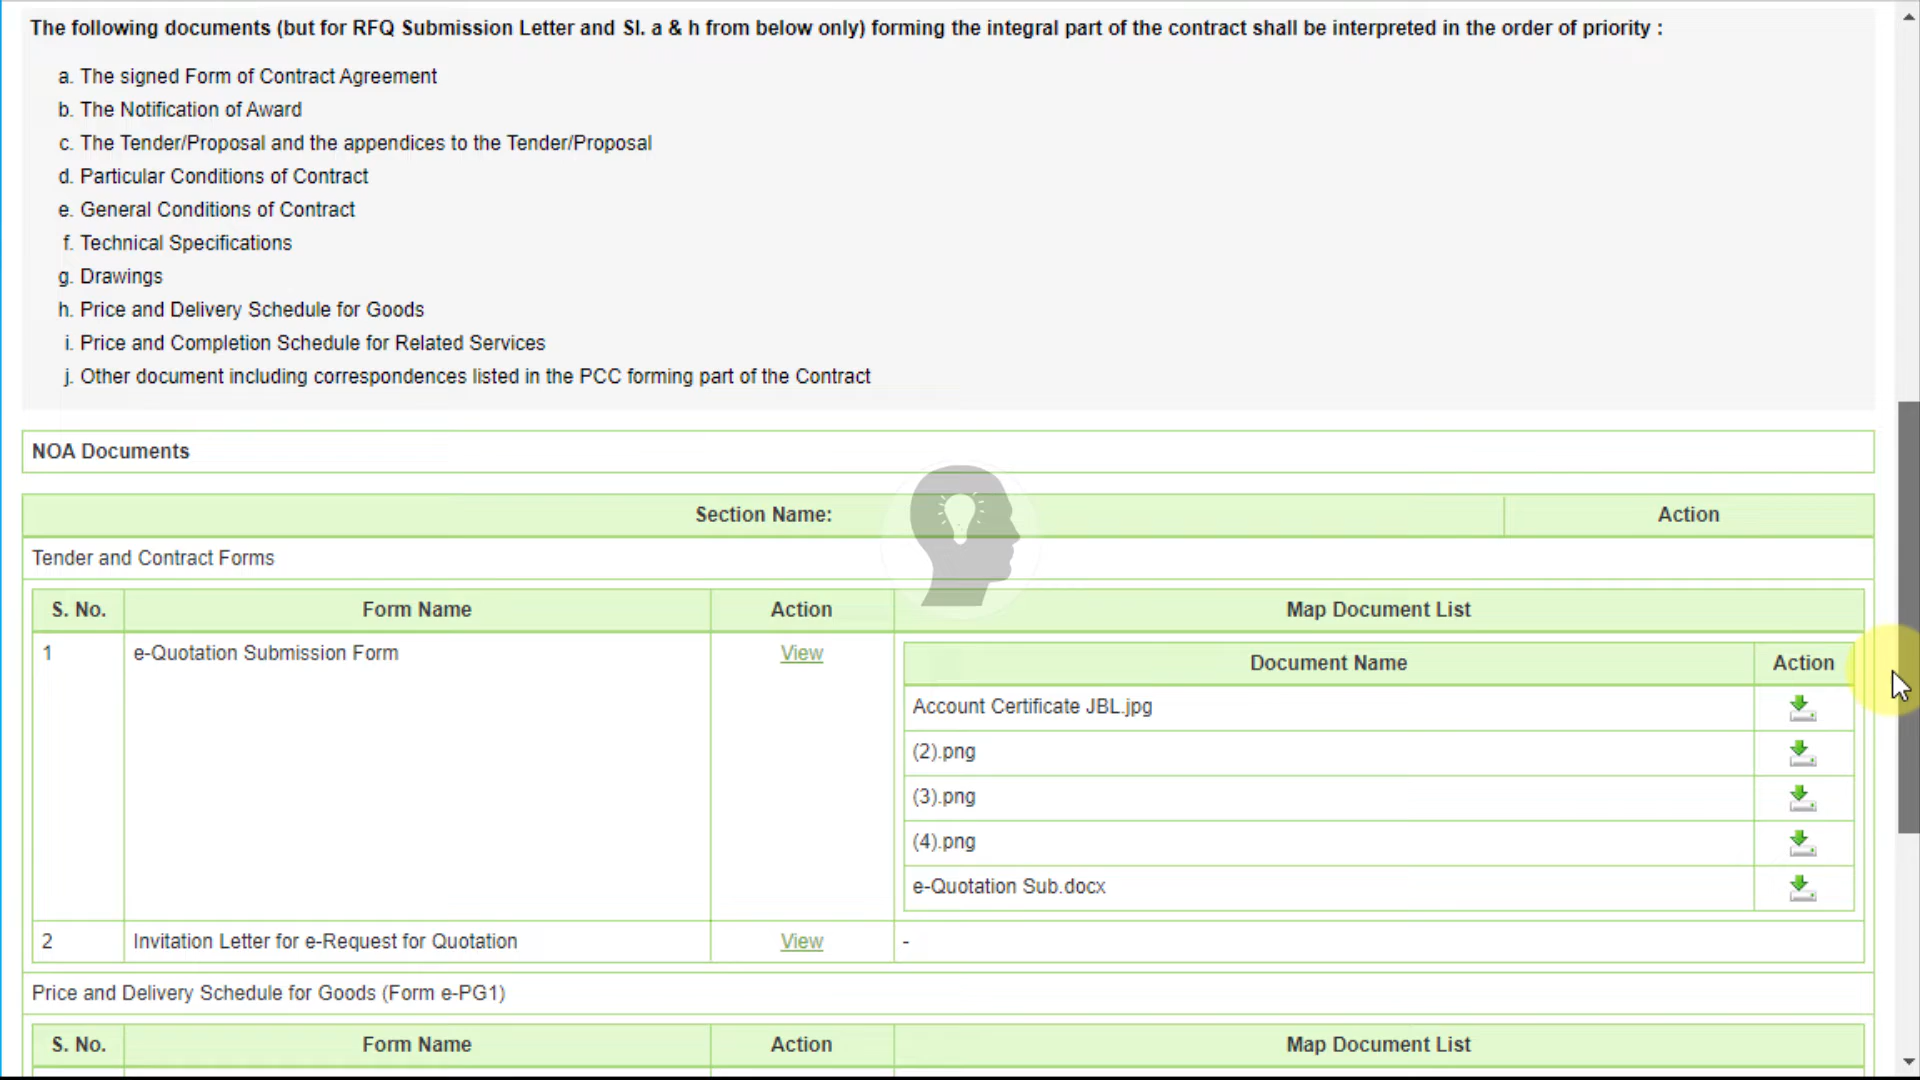 The following documents (but for RFQ Submission Letter and Sl. a & h from below only) forming the integral part of the contract shall be interpreted in the order of priority :
a. The signed Form of Contract Agreement
b. The Notification of Award
c. The Tender/Proposal and the appendices to the Tender/Proposal
d. Particular Conditions of Contract
e. General Conditions of Contract
f. Technical Specifications
g. Drawings
h. Price and Delivery Schedule for Goods
i. Price and Completion Schedule for Related Services
j. Other document including correspondences listed in the PCC forming part of the Contract
NOA Documents
Section Name: Action
Tender and Contract Forms
S. No. Form Name Action Map Document List
1 e-Quotation Submission Form View
Document Name Action
Account Certificate JBL.jpg
(2).png
(3).png
(4).png
e-Quotation Sub.docx
2 Invitation Letter for e-Request for Quotation View -
Price and Delivery Schedule for Goods (Form e-PG1)
S. No. Form Name Action Map Document List